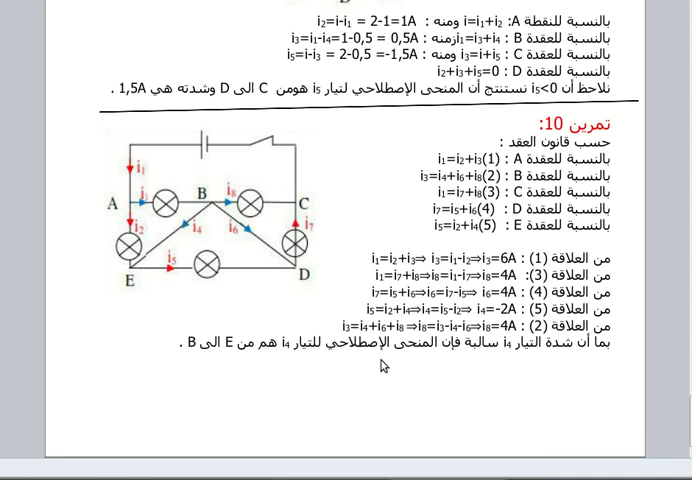 بالنسبة للنقطة A: i=i₁+i₂ ومنه : i₂=i-i₁ = 2-1=1A
بالنسبة للعقدة B : i₁=i₃+i₄زمنه : i₃=i₁-i₄=1-0,5 = 0,5A
بالنسبة للعقدة C : i=i₃+i₅ ومنه : i₅=i-i₃ = 2-0,5 =-1,5A
بالنسبة للعقدة D : i₂+i₃+i₅=0
نلاحظ أن i₅<0 نستنتج أن المنحى الإصطلاحي لتيار i₅ هومن C الى D وشدته هي 1,5A .
تمرين 10:
حسب قانون العقد :
بالنسبة للعقدة A : i₁=i₂+i₃(1)
بالنسبة للعقدة B : i₃=i₄+i₆+i₈(2)
بالنسبة للعقدة C : i₁=i₇+i₈(3)
بالنسبة للعقدة D : i₇=i₅+i₆(4)
بالنسبة للعقدة E : i₅=i₂+i₄(5)
من العلاقة (1) : i₁=i₂+i₃⇒ i₃=i₁-i₂⇒i₃=6A
من العلاقة (3): i₁=i₇+i₈⇒i₈=i₁-i₇⇒i₈=4A
من العلاقة (4) : i₇=i₅+i₆⇒i₆=i₇-i₅⇒ i₆=4A
من العلاقة (5) : i₅=i₂+i₄⇒i₄=i₅-i₂⇒ i₄=-2A
من العلاقة (2) : i₃=i₄+i₆+i₈ ⇒i₈=i₃-i₄-i₆⇒i₈=4A
بما أن شدة التيار i₄ سالبة فإن المنحى الإصطلاحي للتيار i₄ هم من E الى B .
i₁
A
B
i₈
C
i₂
i₄
i₆
i₇
i₅
E
D